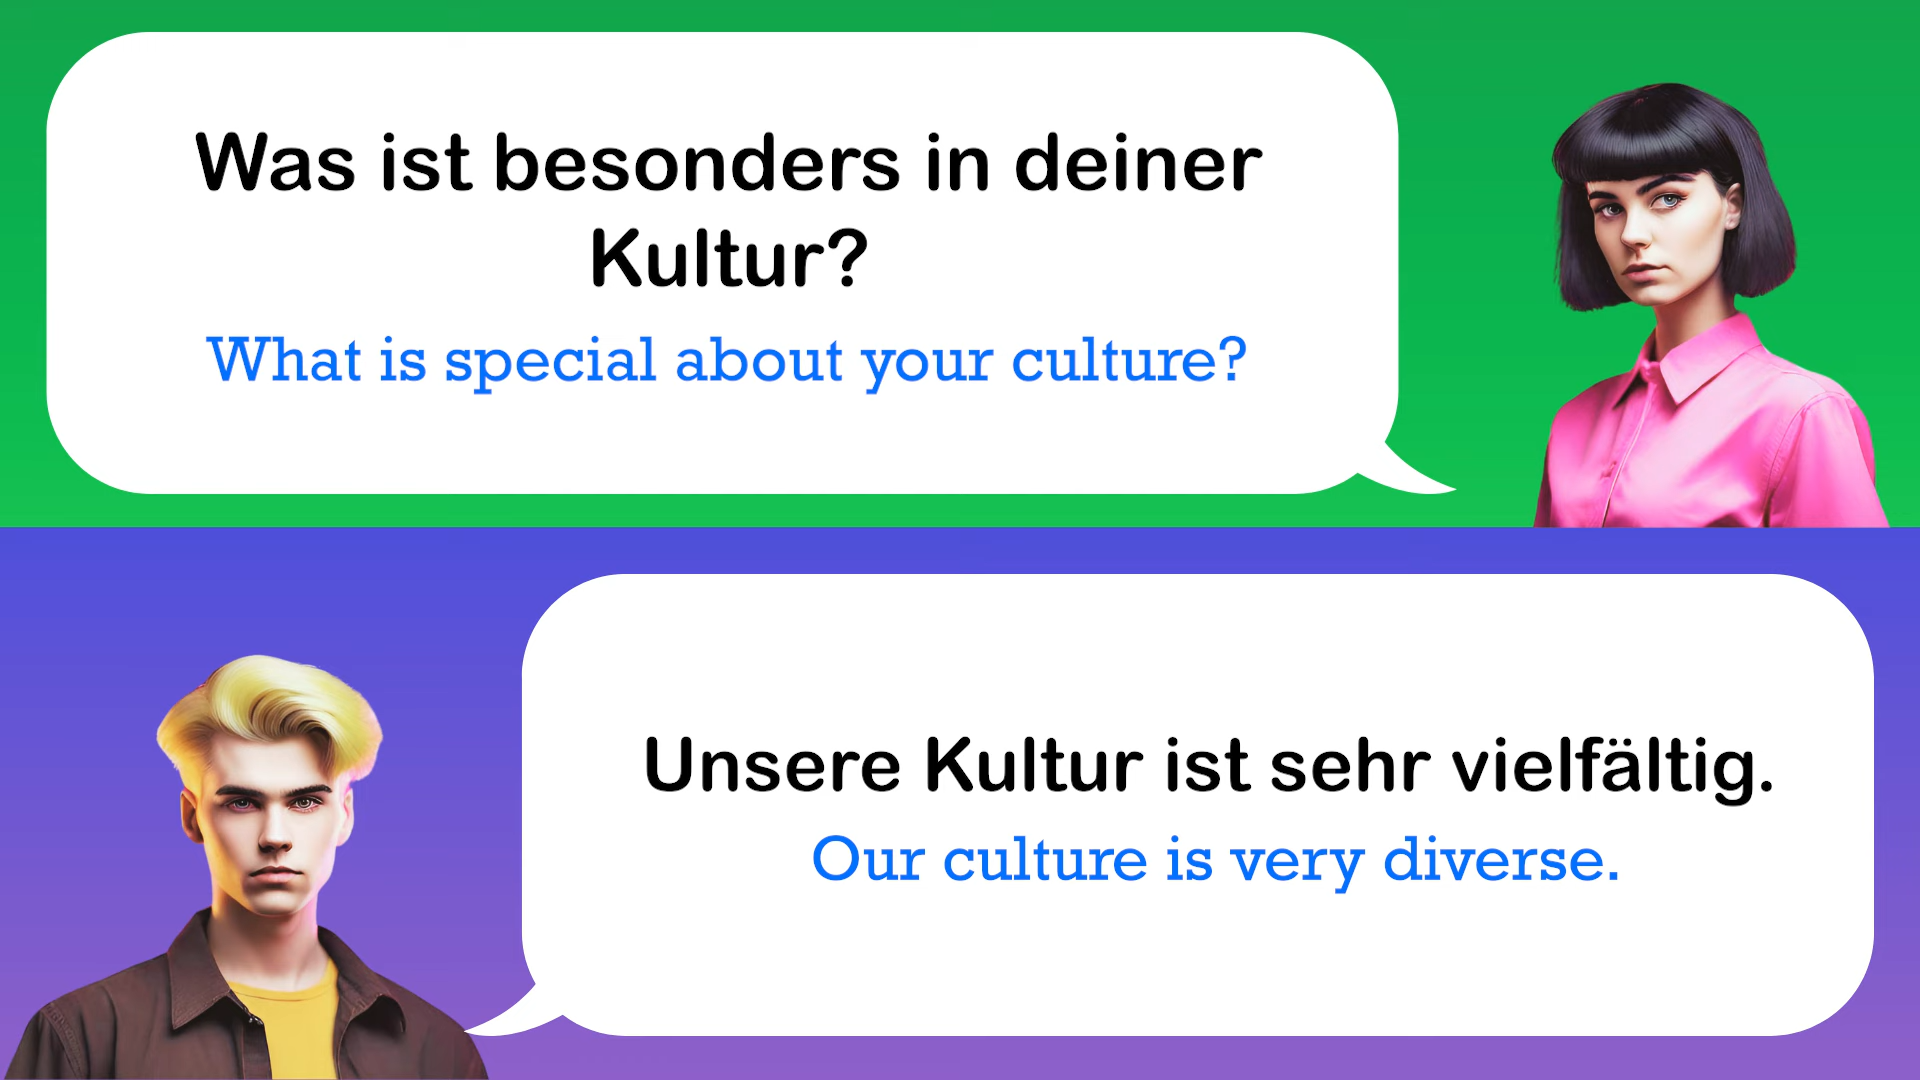 Was ist besonders in deiner
Kultur?
What is special about your culture?
Unsere Kultur ist sehr vielfältig.
Our culture is very diverse.